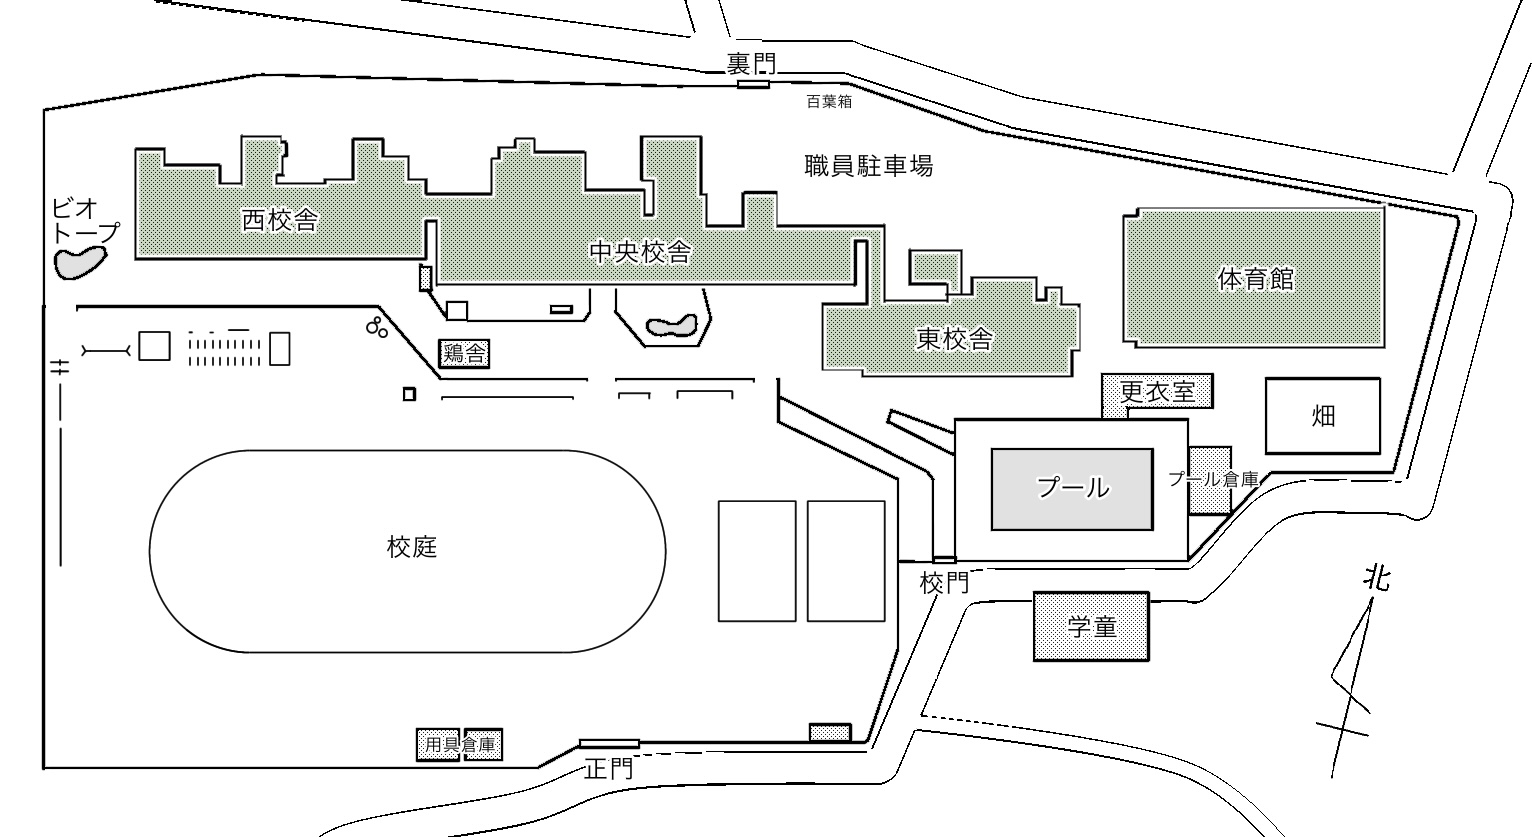 裏門
百葉箱
職員駐車場
ビオ
トープ
西校舎
中央校舎
体育館
東校舎
鶏舎
更衣室
畑
プール
プール倉庫
校庭
校門
北
学童
用具倉庫
正門